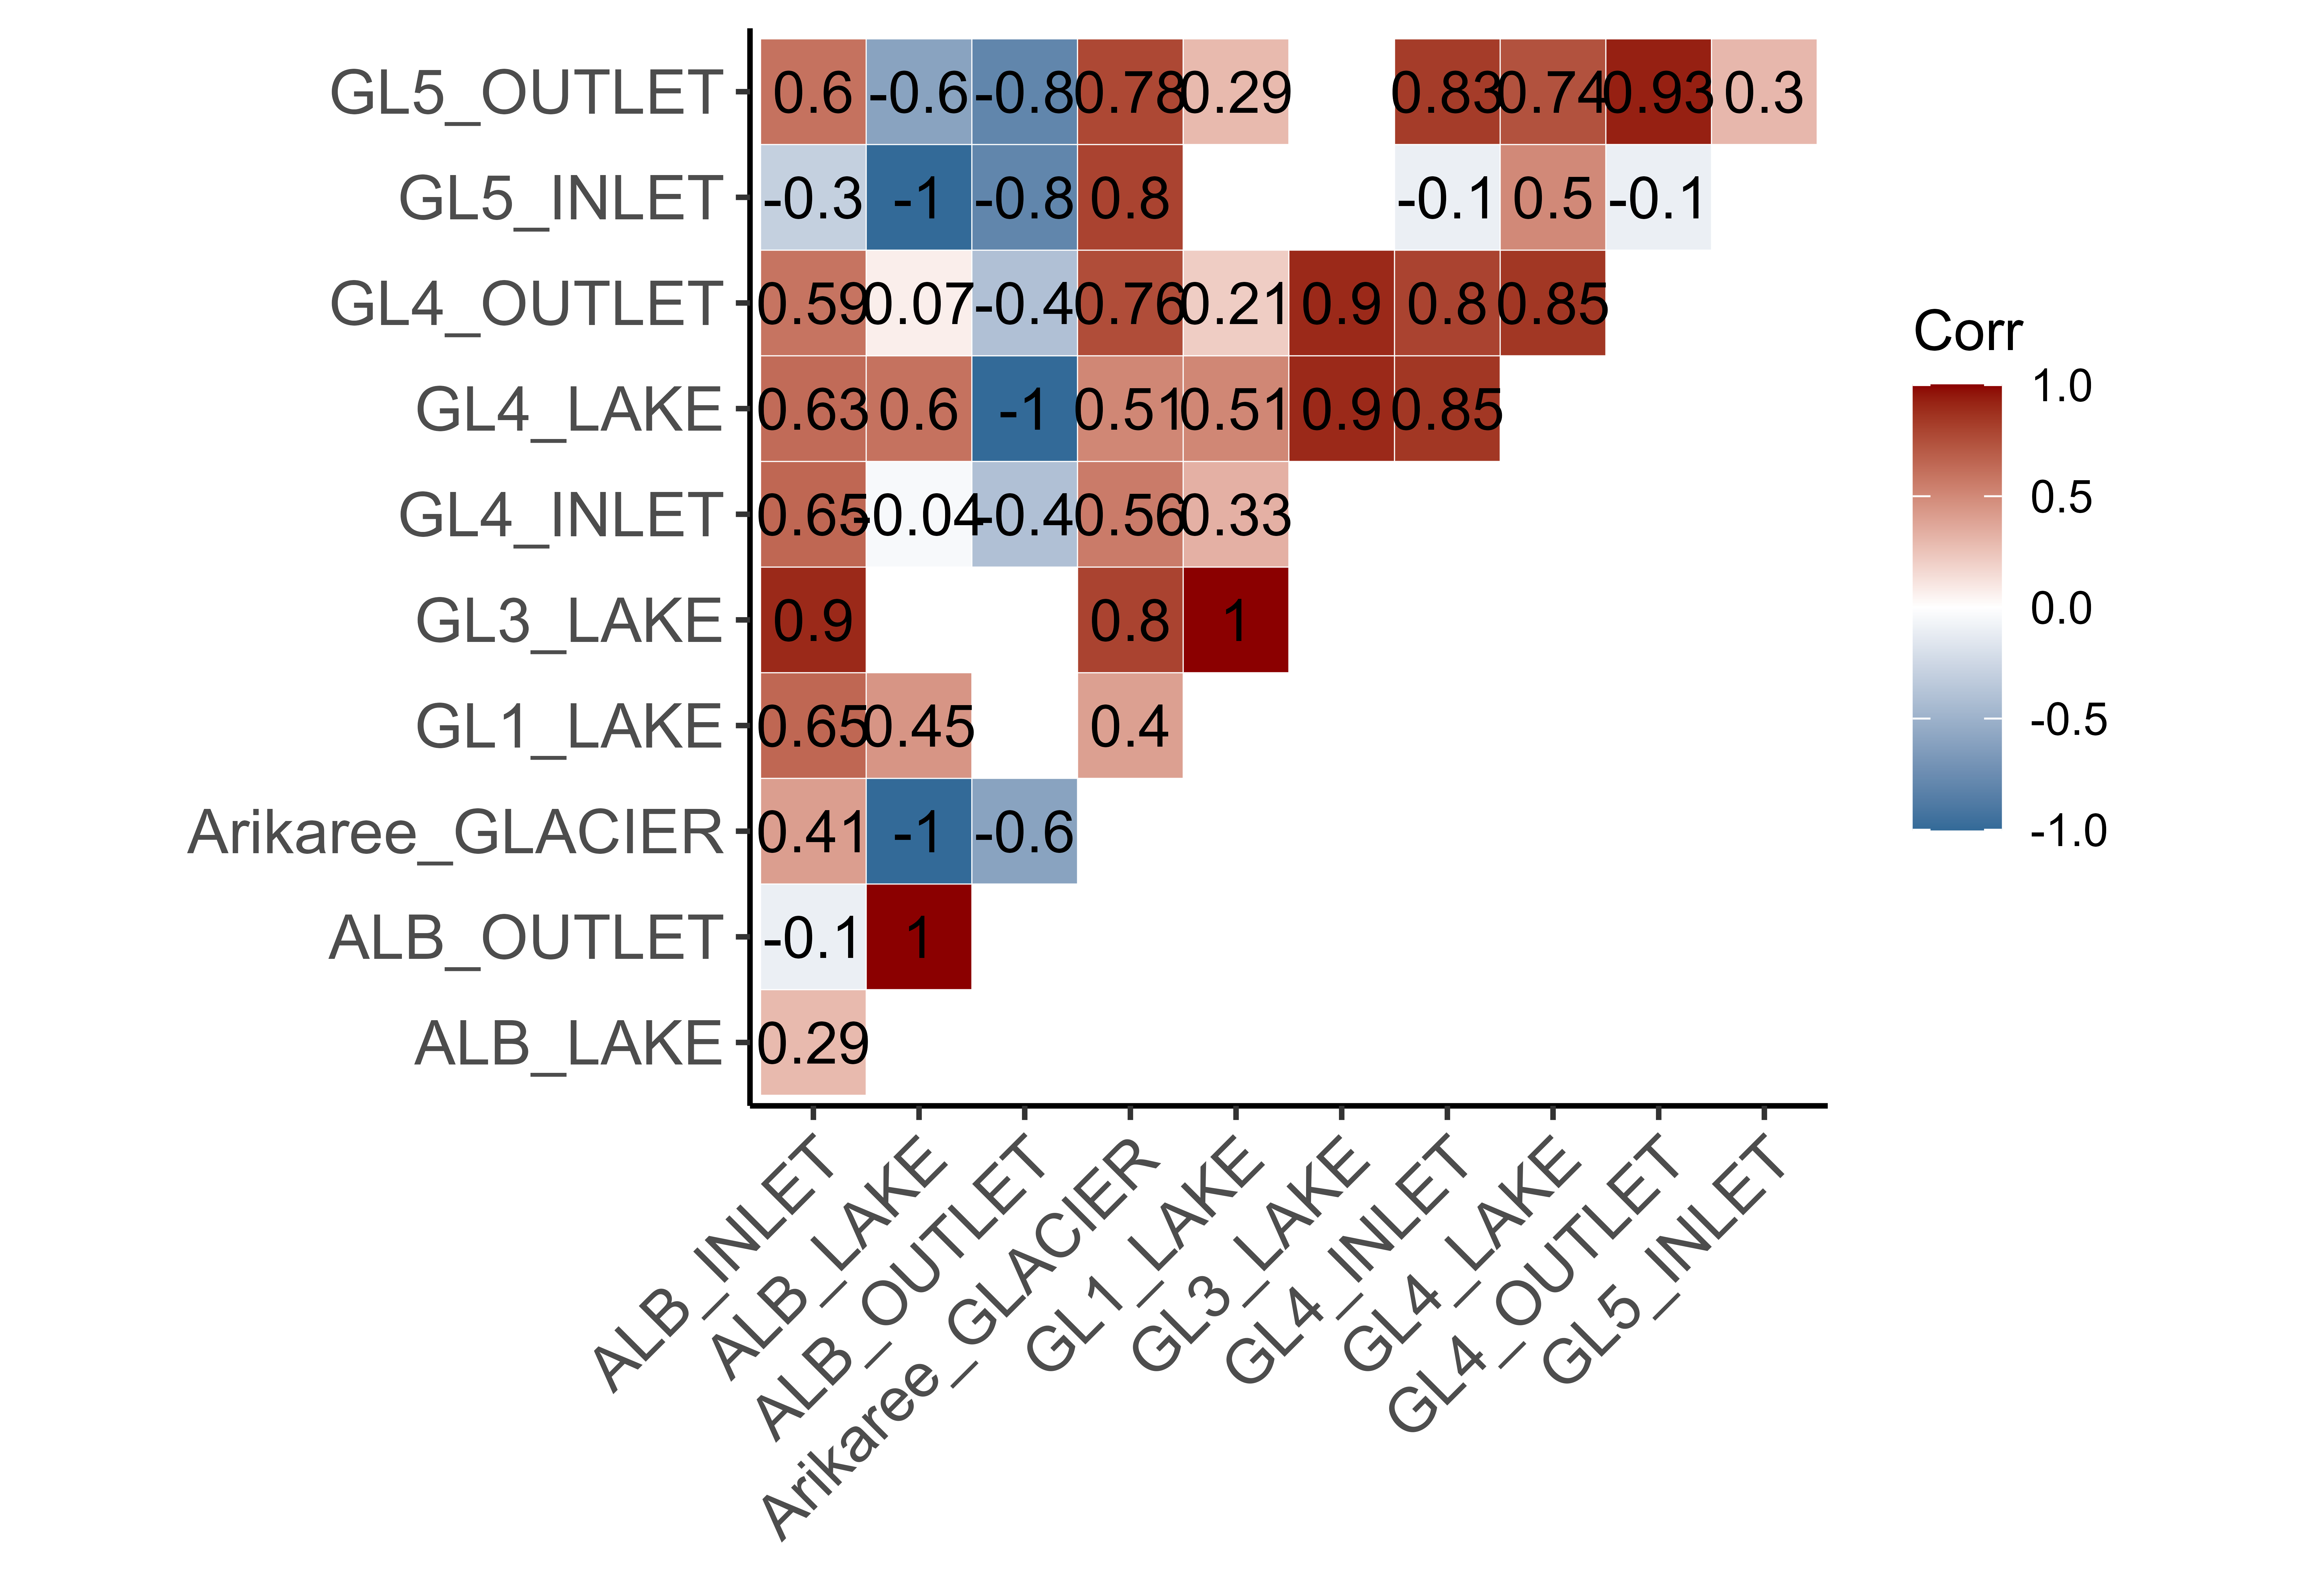 GL5_OUTLET 0.6 -0.6 -0.8 0.78 0.29 0.83 0.74 0.93 0.3
GL5_INLET -0.3 -1 -0.8 0.8 -0.1 0.5 -0.1
GL4_OUTLET 0.59 0.07 -0.4 0.76 0.21 0.9 0.8 0.85
GL4_LAKE 0.63 0.6 -1 0.51 0.51 0.9 0.85
GL4_INLET 0.65 -0.04 -0.4 0.56 0.33
GL3_LAKE 0.9 0.8 1
GL1_LAKE 0.65 0.45 0.4
Arikaree_GLACIER 0.41 -1 -0.6
ALB_OUTLET -0.1 1
ALB_LAKE 0.29
ALB_INLET
ALB_LAKE
ALB_OUTLET
Arikaree_GLACIER
GL1_LAKE
GL3_LAKE
GL4_INLET
GL4_LAKE
GL4_OUTLET
GL5_INLET
Corr
1.0
0.5
0.0
-0.5
-1.0